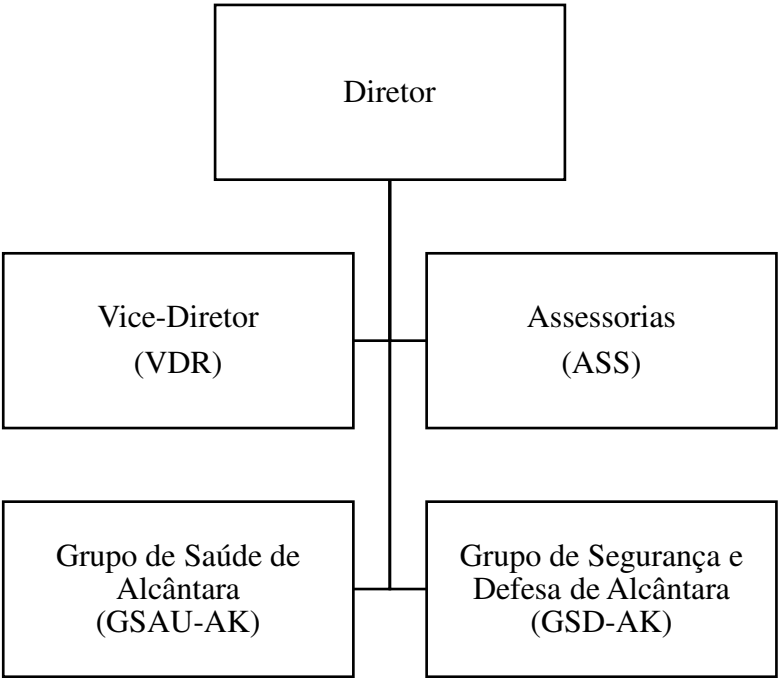 Diretor
Vice-Diretor
(VDR)
Assessorias
(ASS)
Grupo de Saúde de
Alcântara
(GSAU-AK)
Grupo de Segurança e
Defesa de Alcântara
(GSD-AK)